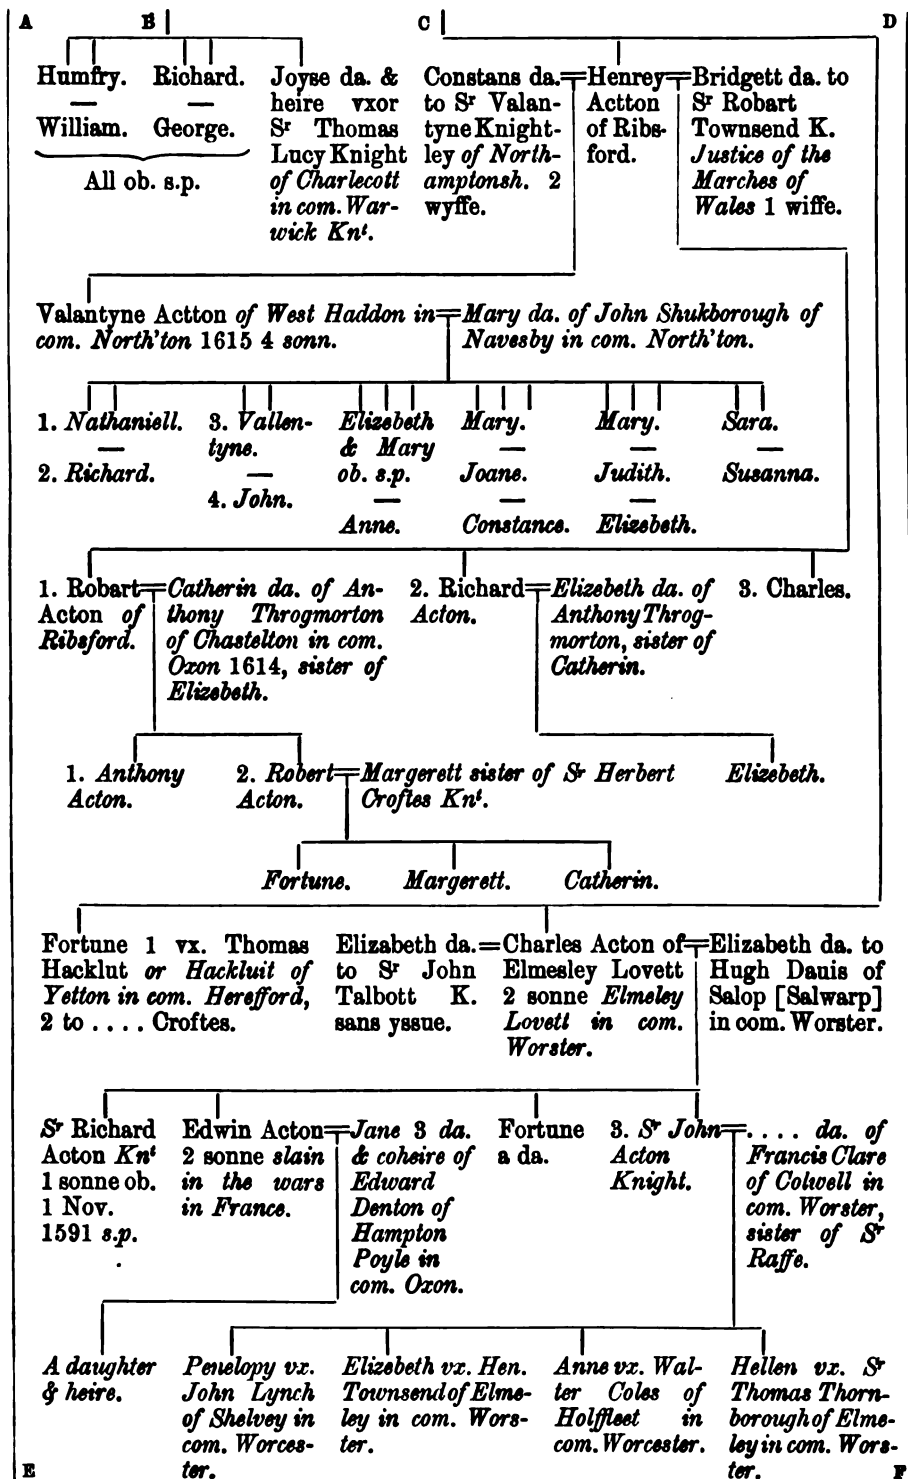 A B C D
Humfry.
—
William.
Richard.
—
George.
All ob. s.p.
Joyse da. &
heire vxor
Sr Thomas
Lucy Knight
of Charlecott
in com. War-
wick Knt.
Constans da.
to Sr Valan-
tyne Knight-
ley of North-
amptonsh. 2
wyffe.
Henrey
Actton
of Ribs-
ford.
Bridgett da. to
Sr Robart
Townsend K.
Justice of the
Marches of
Wales 1 wiffe.
Valantyne Actton of West Haddon in
com. North'ton 1615 4 sonn.
Mary da. of John Shukborough of
Navesby in com. North'ton.
1. Nathaniell.
—
2. Richard.
3. Vallen-
tyne.
—
4. John.
Elizebeth
& Mary
ob. s.p.
—
Anne.
Mary.
—
Joane.
—
Constance.
Mary.
—
Judith.
—
Elizebeth.
Sara.
—
Susanna.
1. Robart
Acton of
Ribsford.
Catherin da. of An-
thony Throgmorton
of Chastelton in com.
Oxon 1614, sister of
Elizebeth.
2. Richard
Acton.
Elizebeth da. of
Anthony Throg-
morton, sister of
Catherin.
3. Charles.
1. Anthony
Acton.
2. Robert
Acton.
Margerett sister of Sr Herbert
Croftes Knt.
Elizebeth.
Fortune.
Margerett.
Catherin.
Fortune 1 vx. Thomas
Hacklut or Hackluit of
Yetton in com. Herefford,
2 to .... Croftes.
Elizabeth da.
to Sr John
Talbott K.
sans yssue.
Charles Acton of
Elmesley Lovett
2 sonne Elmeley
Lovett in com.
Worster.
Elizabeth da. to
Hugh Dauis of
Salop [Salwarp]
in com. Worster.
Sr Richard
Acton Knt
1 sonne ob.
1 Nov.
1591 s.p.
Edwin Acton
2 sonne slain
in the wars
in France.
Jane 3 da.
& coheire of
Edward
Denton of
Hampton
Poyle in
com. Oxon.
Fortune
a da.
3. Sr John
Acton
Knight.
.... da. of
Francis Clare
of Colwell in
com. Worster,
sister of Sr
Raffe.
A daughter
& heire.
Penelopy vx.
John Lynch
of Shelvey in
com. Worces-
ter.
Elizebeth vx. Hen.
Townsend of Elme-
ley in com. Wors-
ter.
Anne vx. Wal-
ter Coles of
Holffleet in
com. Worcester.
Hellen vx. Sr
Thomas Thorn-
borough of Elme-
ley in com. Wors-
ter.
E F